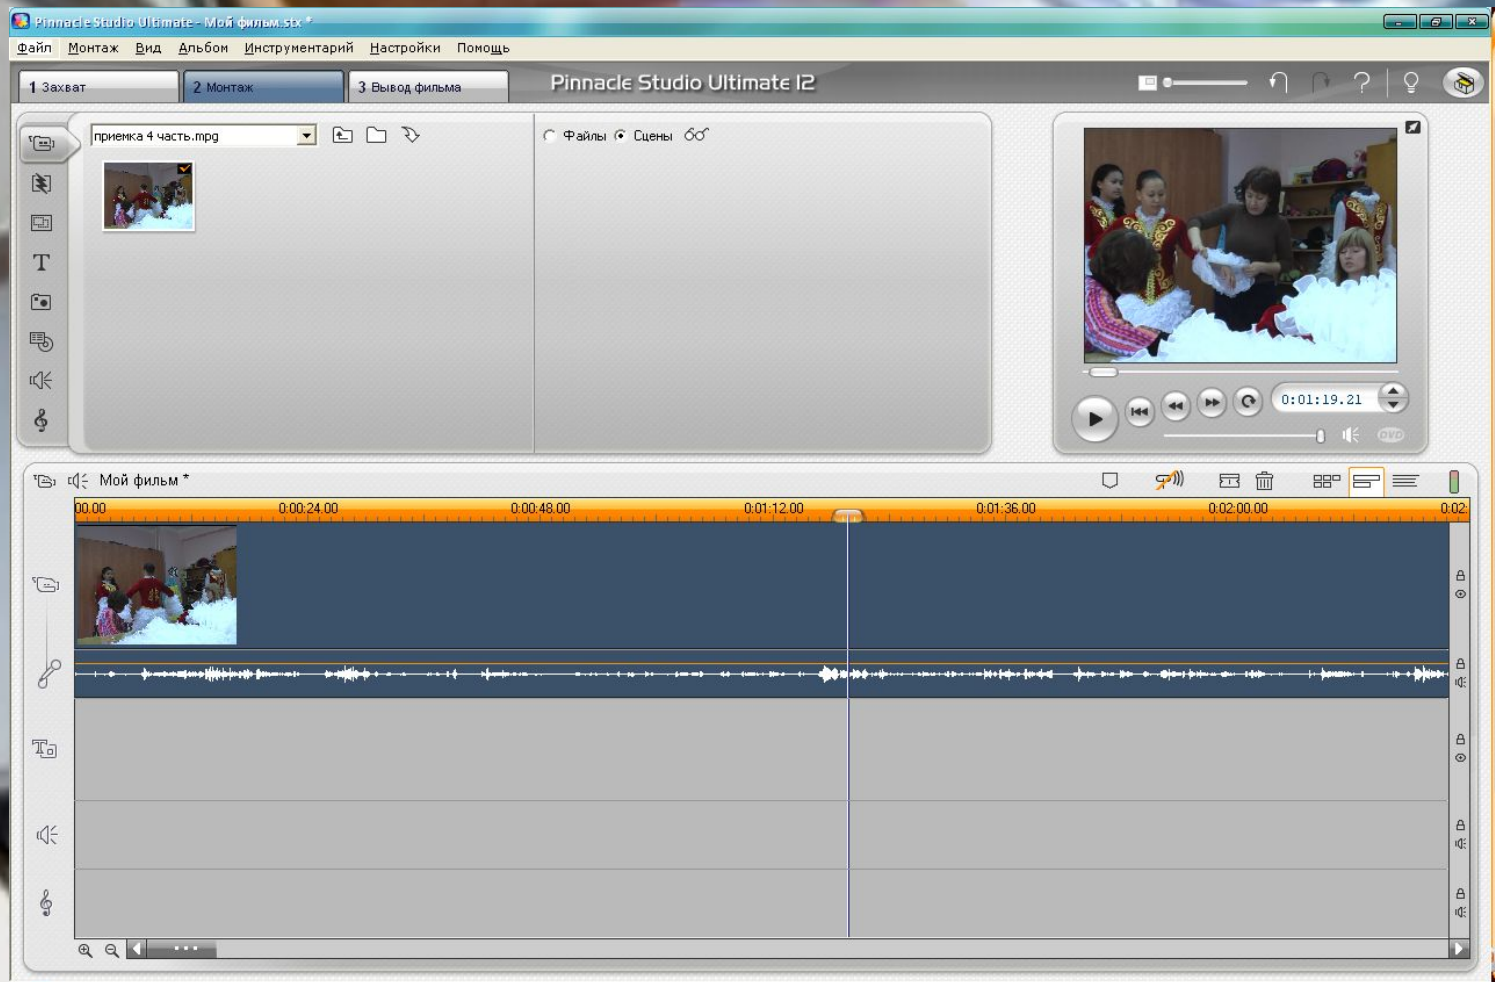 Pinnacle Studio Ultimate - Мой фильм.stx *
Файл Монтаж Вид Альбом Инструментарий Настройки Помощь
1 Захват 2 Монтаж 3 Вывод фильма Pinnacle Studio Ultimate 12
приемка 4 часть.mpg Файлы Сцены
T
0:01:19.21
DVD
Мой фильм *
00.00 0:00:24.00 0:00:48.00 0:01:12.00 0:01:36.00 0:02:00.00 0:02:
T